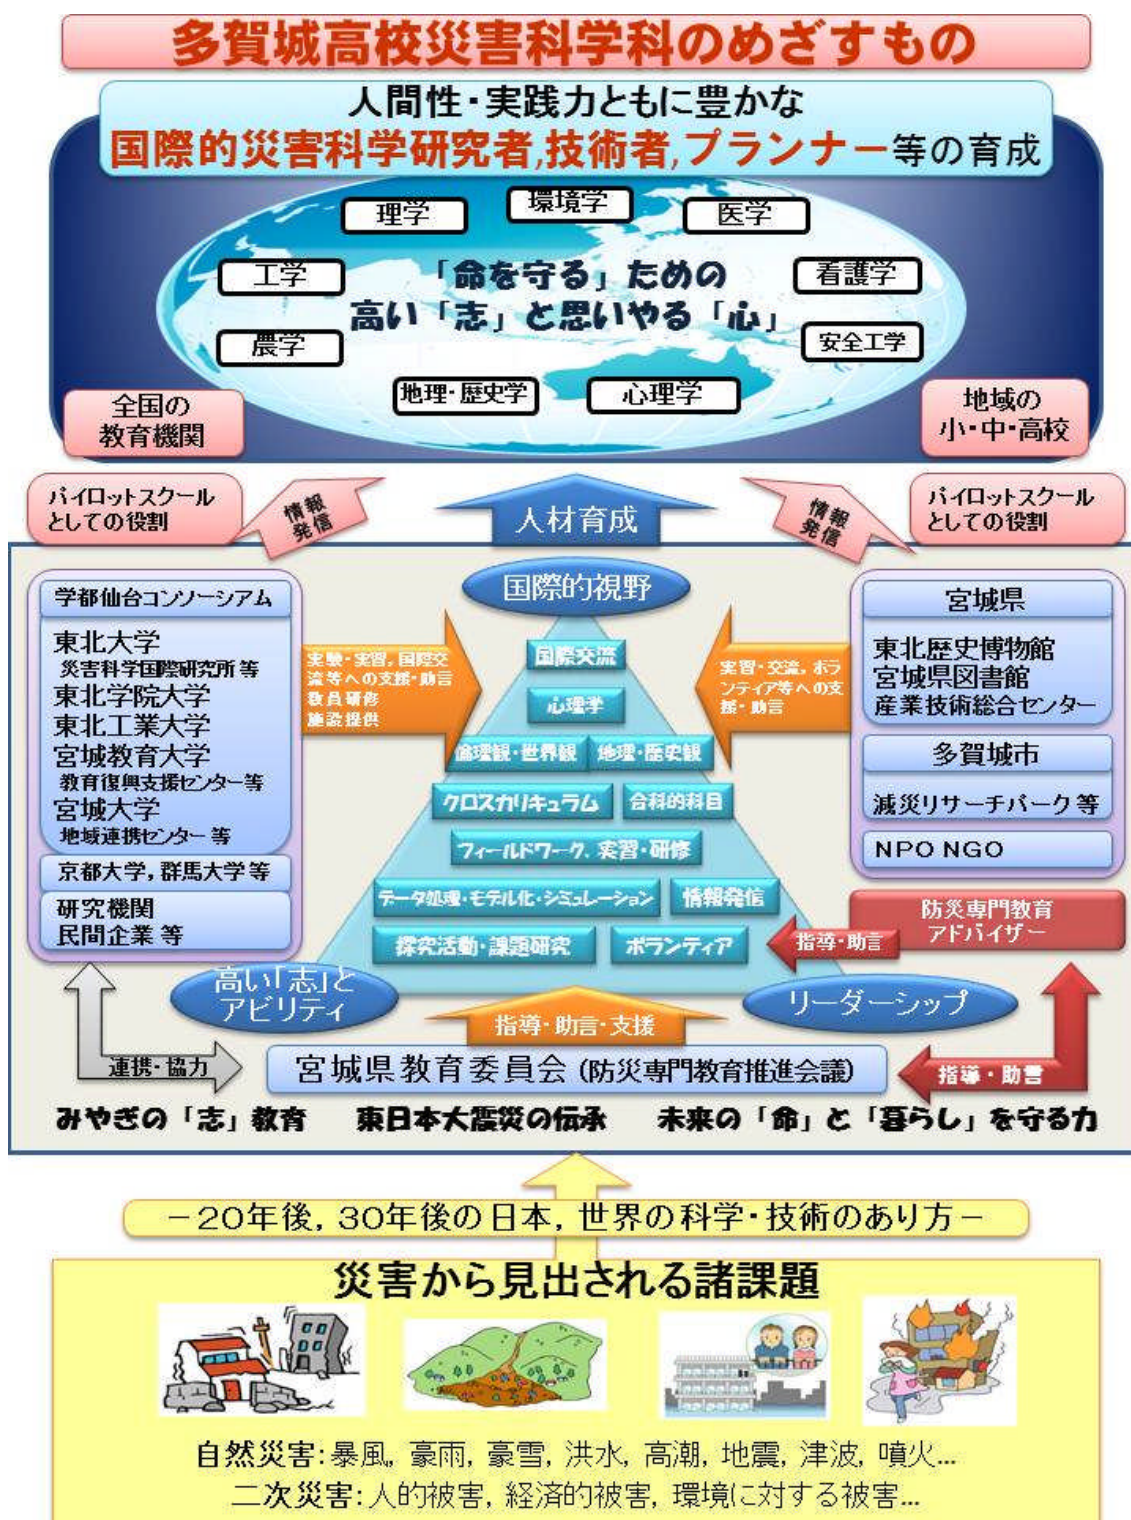 多賀城高校災害科学科のめざすもの
人間性・実践力ともに豊かな
国際的災害科学研究者,技術者,プランナー等の育成
理学
環境学
医学
工学
看護学
「命を守る」ための
高い「志」と思いやる「心」
農学
安全工学
地理・歴史学
心理学
全国の
教育機関
地域の
小・中・高校
パイロットスクール
としての役割
情報
発信
人材育成
情報
発信
パイロットスクール
としての役割
学都仙台コンソーシアム
東北大学
災害科学国際研究所 等
東北学院大学
東北工業大学
宮城教育大学
教育復興支援センター等
宮城大学
地域連携センター 等
京都大学, 群馬大学 等
研究機関
民間企業 等
実験・実習, 国際交
流等への支援・助言
教員研修
施設提供
国際的視野
国際交流
心理学
倫理観・世界観
地理・歴史観
クロスカリキュラム
合科的科目
フィールドワーク、実習・研修
データ処理・モデル化・シミュレーション
情報発信
探究活動・課題研究
ボランティア
実習・交流, ボラ
ンティア等への支
援・助言
宮城県
東北歴史博物館
宮城県図書館
産業技術総合センター
多賀城市
減災リサーチパーク 等
NPO NGO
防災専門教育
アドバイザー
指導・助言
高い「志」と
アビリティ
リーダーシップ
指導・助言・支援
連携・協力
宮城県教育委員会 (防災専門教育推進会議)
指導・助言
みやぎの「志」教育 東日本大震災の伝承 未来の「命」と「暮らし」を守る力
－20年後, 30年後の日本, 世界の科学・技術のあり方－
災害から見出される諸課題
自然災害: 暴風, 豪雨, 豪雪, 洪水, 高潮, 地震, 津波, 噴火…
二次災害: 人的被害, 経済的被害, 環境に対する被害…